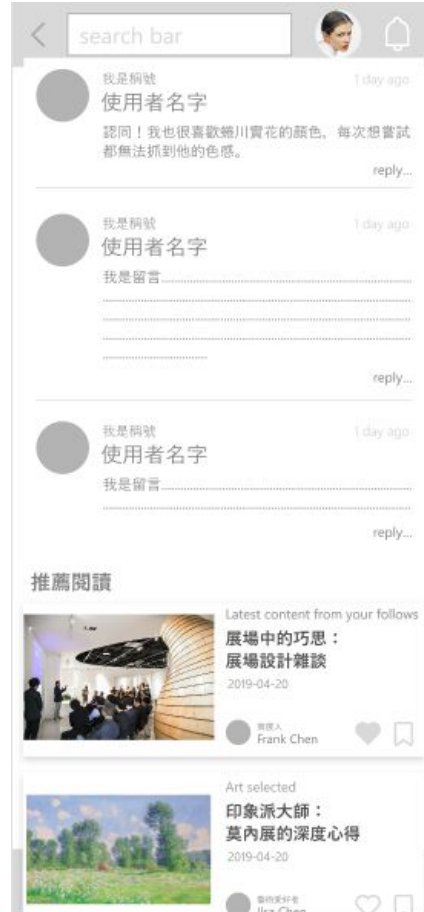 search bar
我是稱號
1 day ago
使用者名字
認同！我也很喜歡蜷川實花的顏色，每次想嘗試
都無法抓到他的色感。
reply...
我是稱號
1 day ago
使用者名字
我是留言
reply...
我是稱號
1 day ago
使用者名字
我是留言
reply...
推薦閱讀
Latest content from your follows
展場中的巧思：
展場設計雜談
2019-04-20
Frank Chen
Art selected
印象派大師：
莫內展的深度心得
2019-04-20
藝術愛好者
Chen